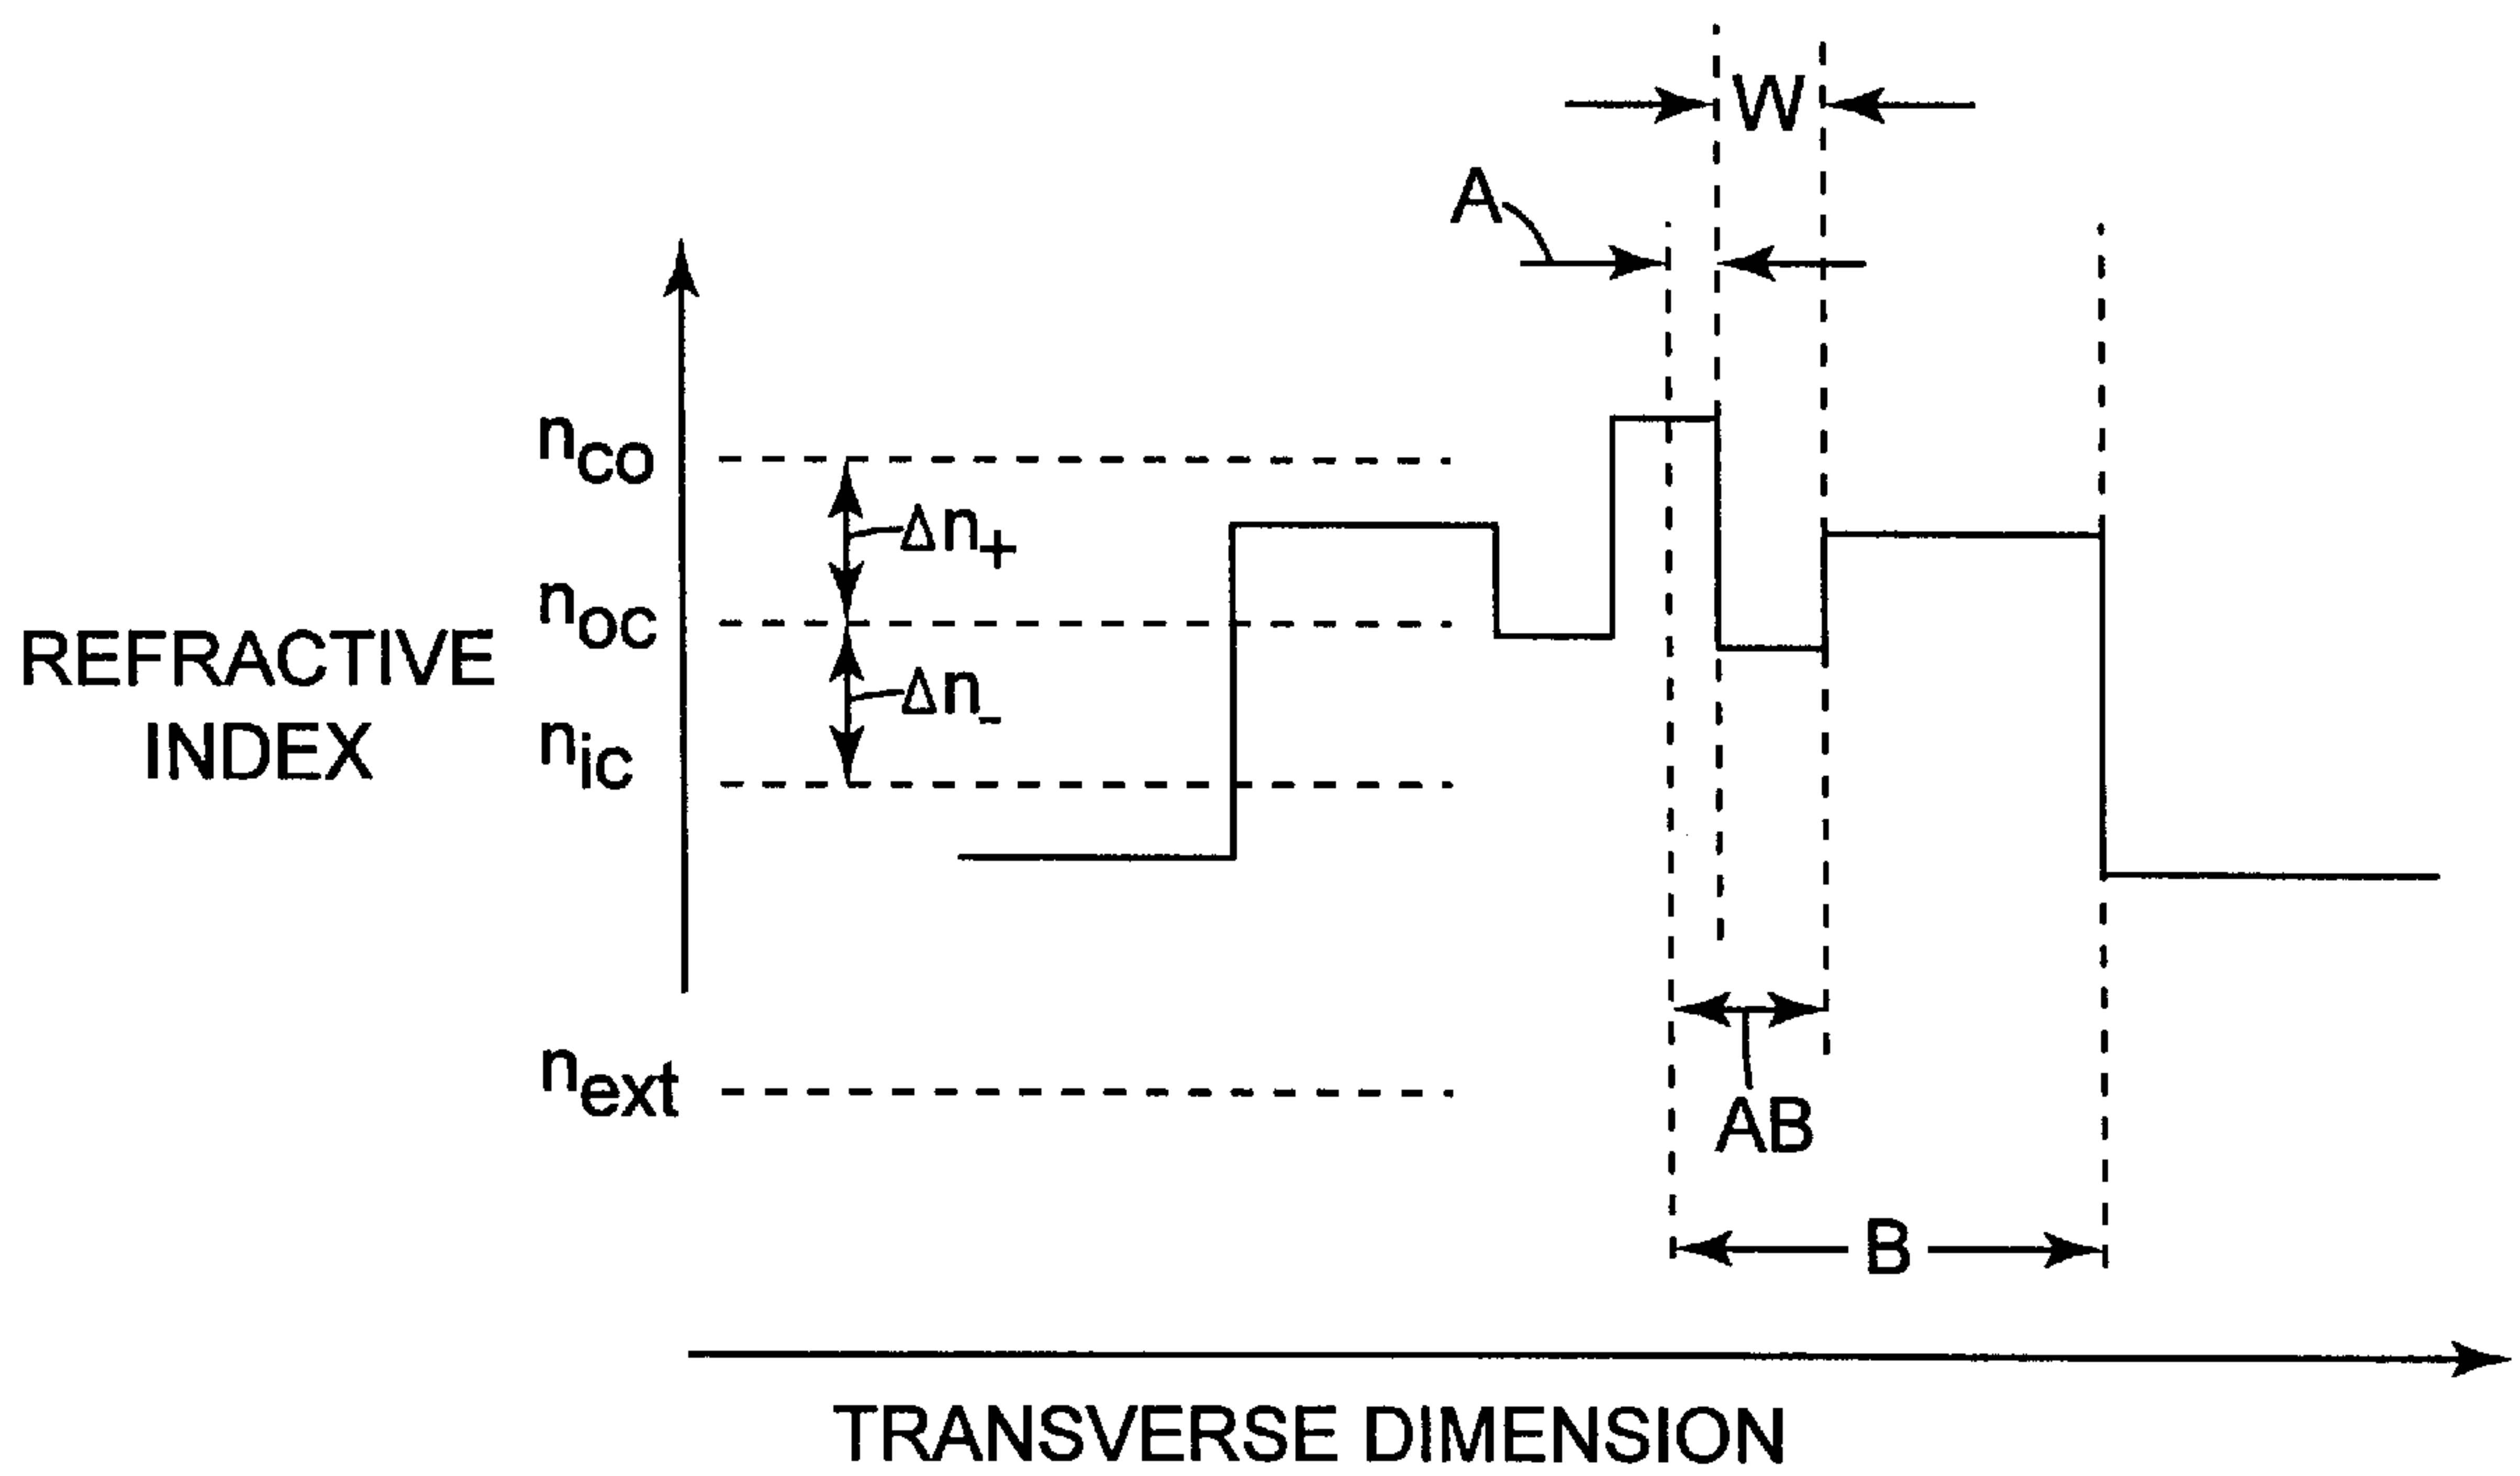 W
A
n_co
Δn_+
n_oc
REFRACTIVE
INDEX
Δn_-
n_ic
n_ext
AB
B
TRANSVERSE DIMENSION